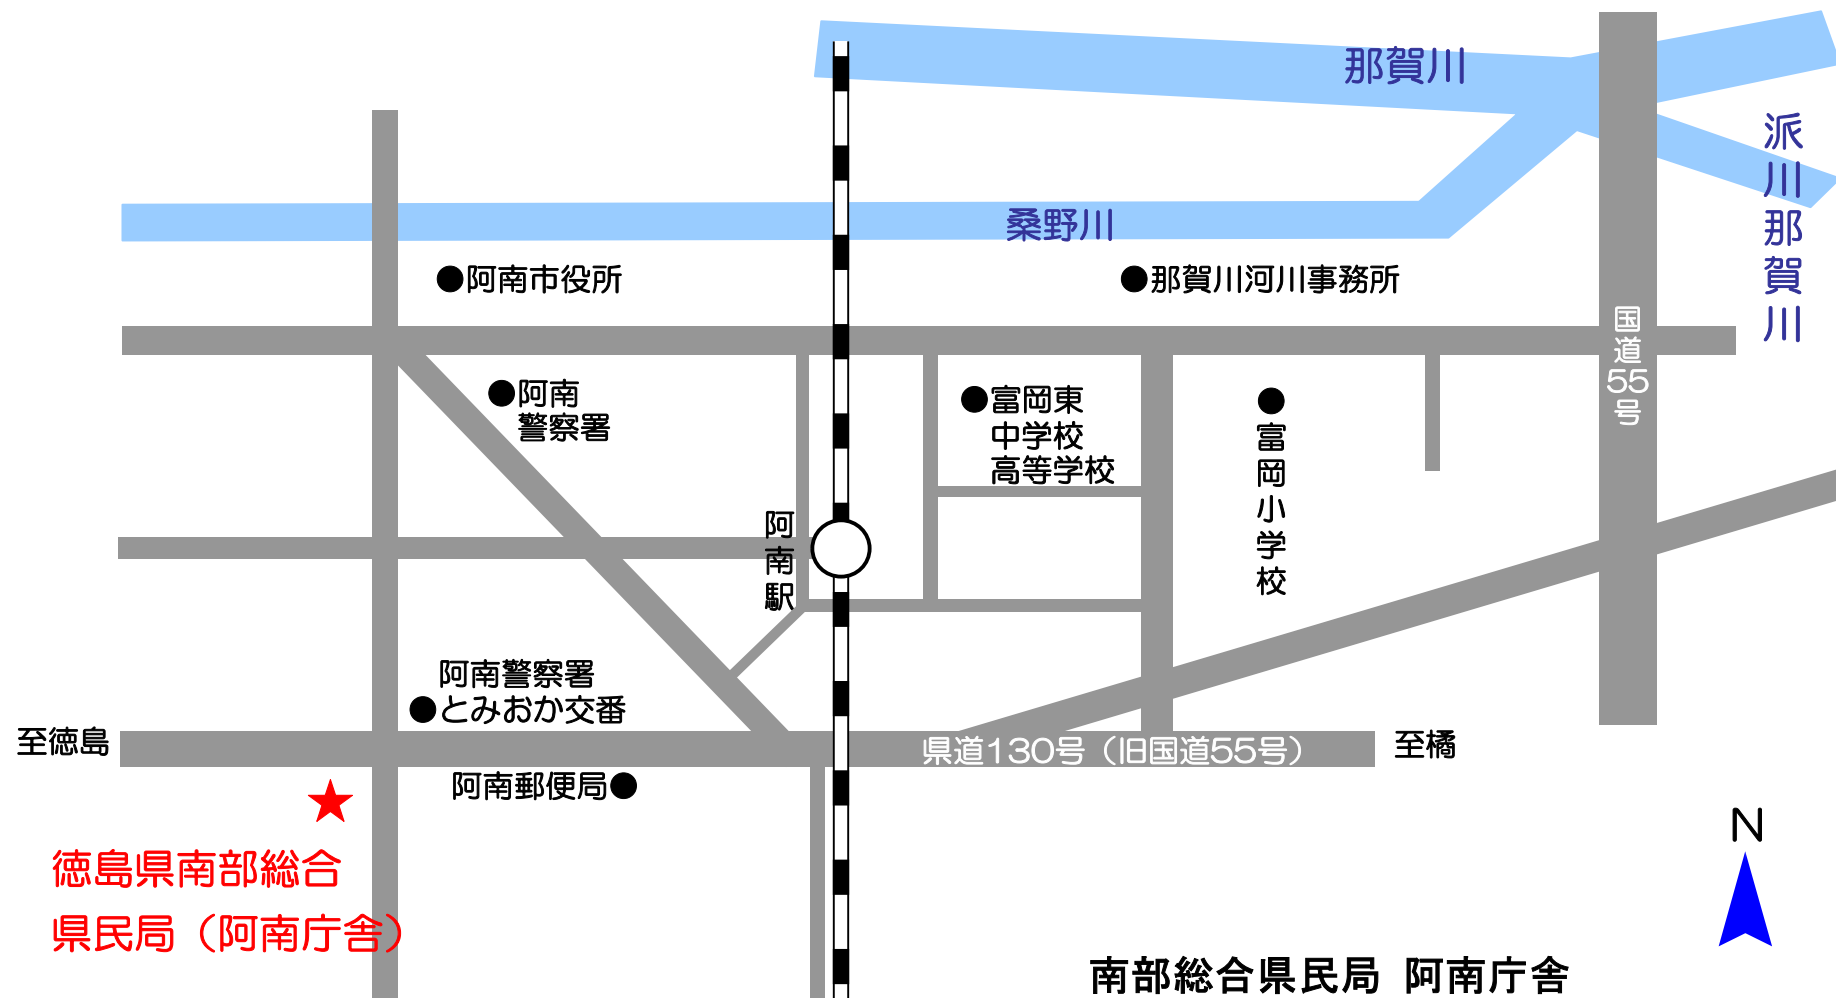 那賀川
派川那賀川
桑野川
●阿南市役所
●那賀川河川事務所
国道55号
●阿南
警察署
●富岡東
中学校
高等学校
●富岡小学校
阿南駅
阿南警察署
●とみおか交番
至徳島
県道130号（旧国道55号）
至橘
阿南郵便局●
★
徳島県南部総合
県民局（阿南庁舎）
N
南部総合県民局 阿南庁舎